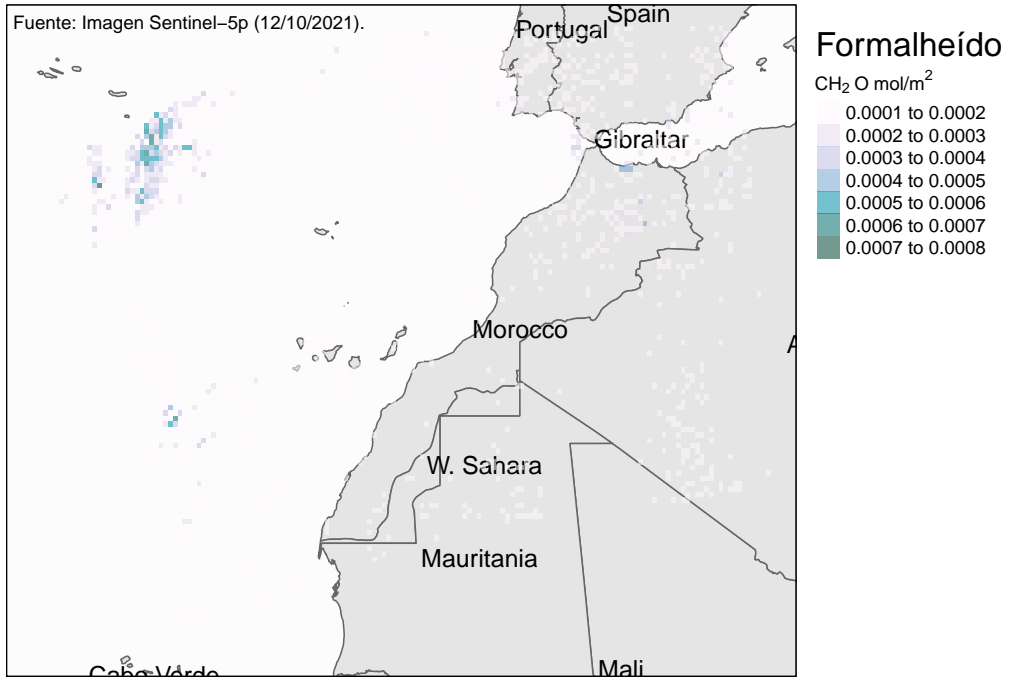 Fuente: Imagen Sentinel−5p (12/10/2021).
Spain
Portugal
Gibraltar
Morocco
A
W. Sahara
Mauritania
Cabo Verde
Mali
Formalheído
CH₂ O mol/m²
0.0001 to 0.0002
0.0002 to 0.0003
0.0003 to 0.0004
0.0004 to 0.0005
0.0005 to 0.0006
0.0006 to 0.0007
0.0007 to 0.0008